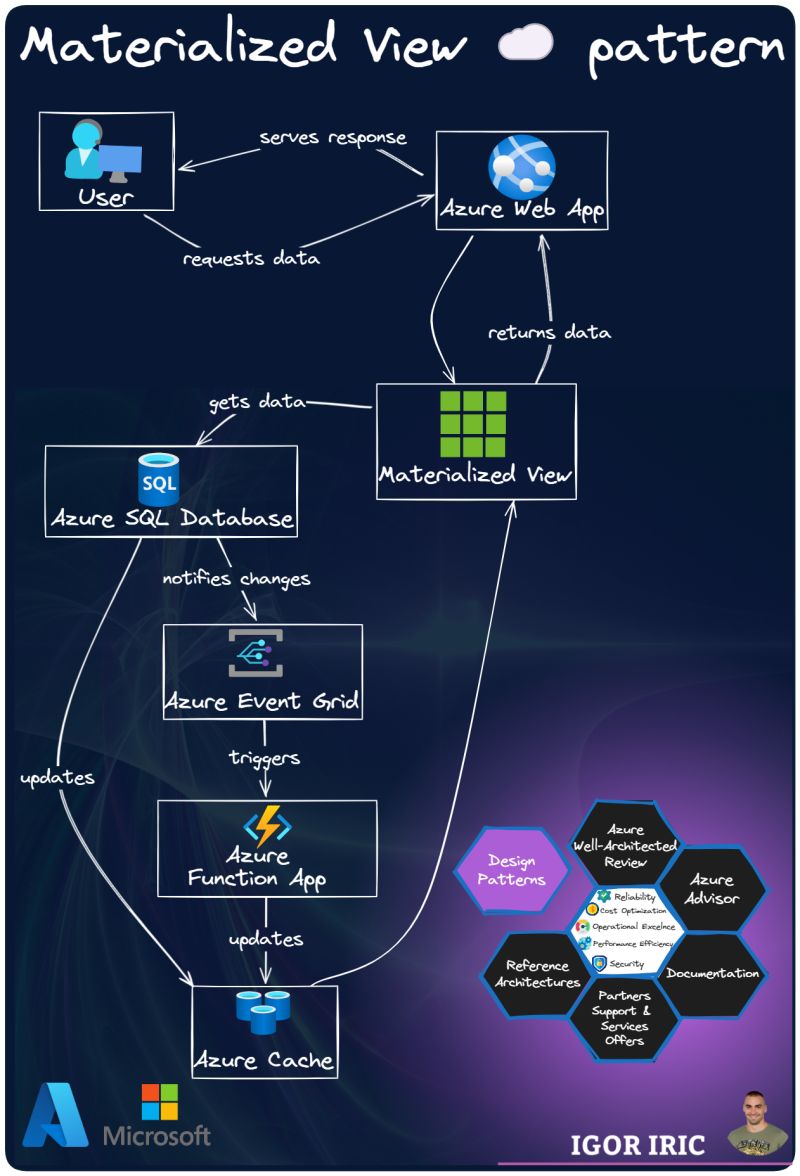 Materialized View pattern
serves response
User
Azure Web App
requests data
returns data
gets data
Materialized View
SQL
Azure SQL Database
notifies changes
Azure Event Grid
triggers
updates
Azure
Function App
updates
Azure Cache
Design
Patterns
Azure
Well-Architected
Review
Azure
Advisor
Reliability
Cost Optimization
Operational Excelnce
Performance Efficiency
Security
Reference
Architectures
Documentation
Partners
Support &
Services
Offers
Microsoft
IGOR IRIC